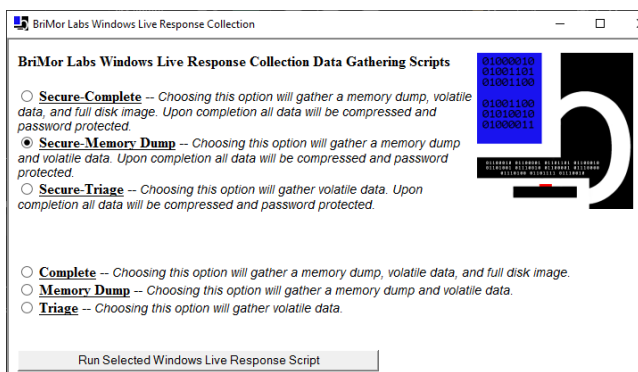 BriMor Labs Windows Live Response Collection
BriMor Labs Windows Live Response Collection Data Gathering Scripts
Secure-Complete -- Choosing this option will gather a memory dump, volatile
data, and full disk image. Upon completion all data will be compressed and
password protected.
Secure-Memory Dump -- Choosing this option will gather a memory dump
and volatile data. Upon completion all data will be compressed and password
protected.
Secure-Triage -- Choosing this option will gather volatile data. Upon
completion all data will be compressed and password protected.
01000010
01001101
01001100
01001100
01010010
01000011
Complete -- Choosing this option will gather a memory dump, volatile data, and full disk image.
Memory Dump -- Choosing this option will gather a memory dump and volatile data.
Triage -- Choosing this option will gather volatile data.
Run Selected Windows Live Response Script